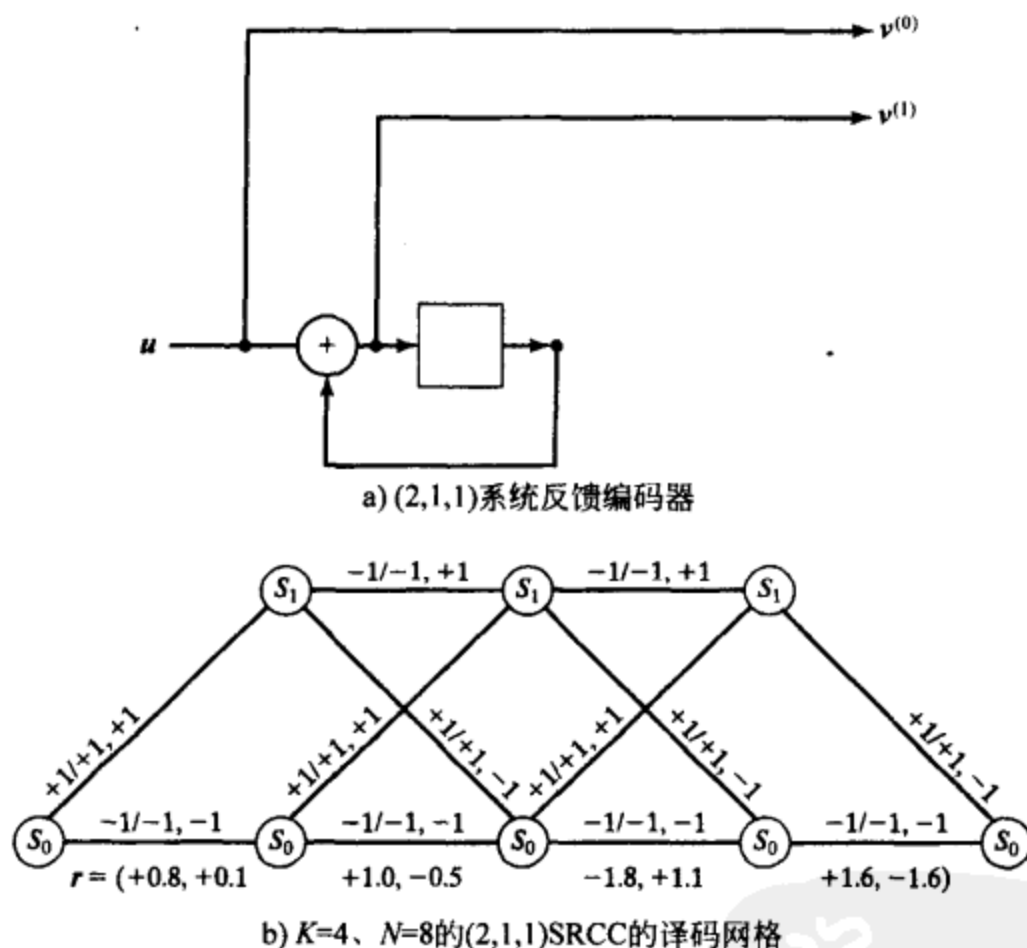 v(0)
v(1)
u
+
a) (2,1,1)系统反馈编码器
S1 -1/-1, +1 S1 -1/-1, +1 S1
+1/+1, +1
+1/+1, +1
+1/+1, -1
+1/+1, +1
+1/+1, -1
+1/+1, -1
S0 -1/-1, -1 S0 -1/-1, -1 S0 -1/-1, -1 S0 -1/-1, -1 S0
r = (+0.8, +0.1 +1.0, -0.5 -1.8, +1.1 +1.6, -1.6)
b) K=4、N=8的(2,1,1)SRCC的译码网格